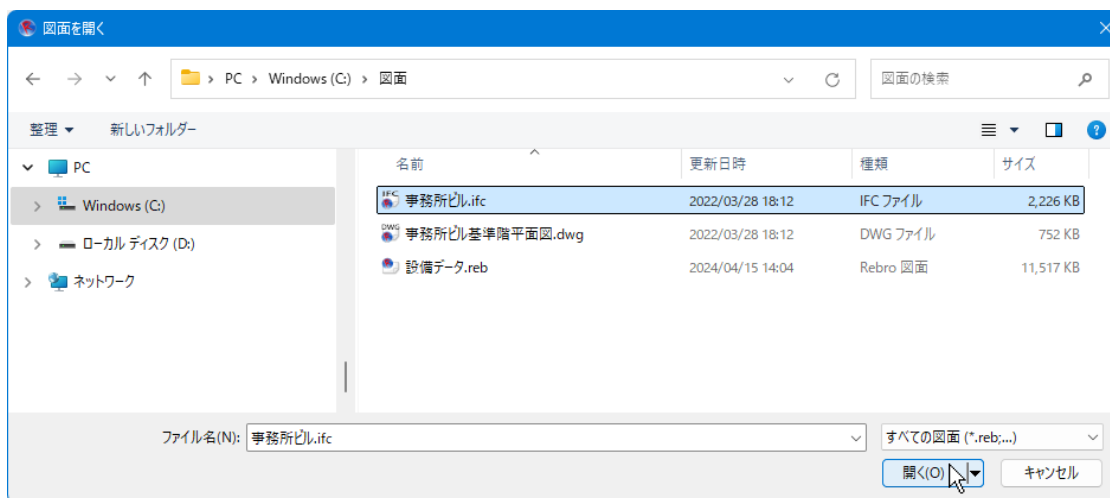 図面を開く
PC > Windows (C:) > 図面
図面の検索
整理 新しいフォルダー
PC
Windows (C:)
ローカル ディスク (D:)
ネットワーク
名前 更新日時 種類 サイズ
IFC 事務所ビル.ifc 2022/03/28 18:12 IFC ファイル 2,226 KB
DWG 事務所ビル基準階平面図.dwg 2022/03/28 18:12 DWG ファイル 752 KB
設備データ.reb 2024/04/15 14:04 Rebro 図面 11,517 KB
ファイル名(N): 事務所ビル.ifc すべての図面 (*.reb;...)
開く(O) キャンセル